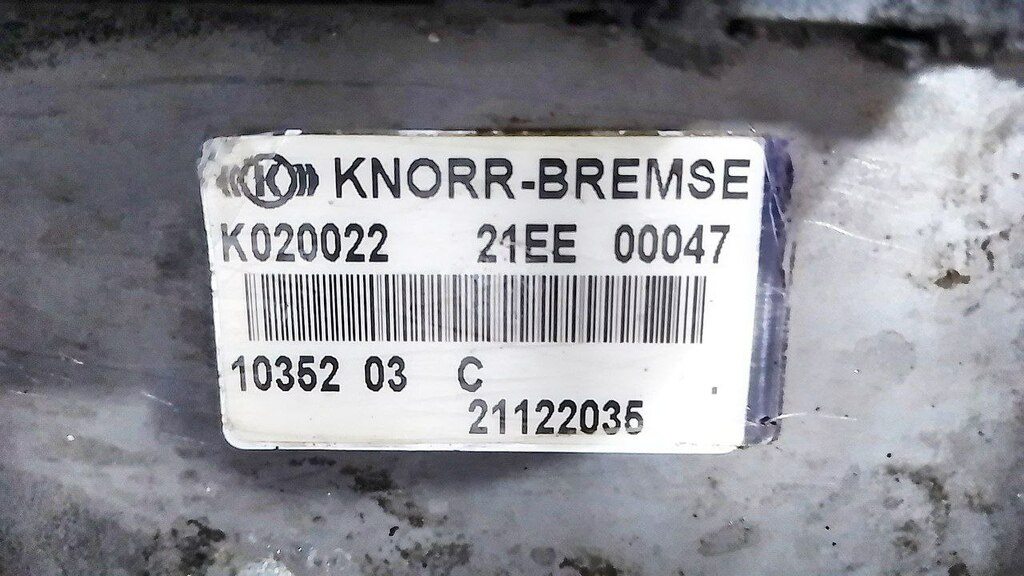 K KNORR-BREMSE
K020022 21EE 00047
10352 03 C
21122035